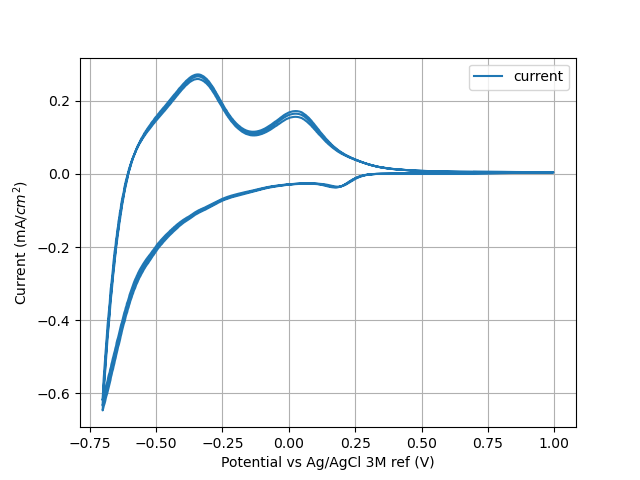 current
0.2
0.0
−0.2
−0.4
−0.6
Current (mA/cm²)
−0.75 −0.50 −0.25 0.00 0.25 0.50 0.75 1.00
Potential vs Ag/AgCl 3M ref (V)